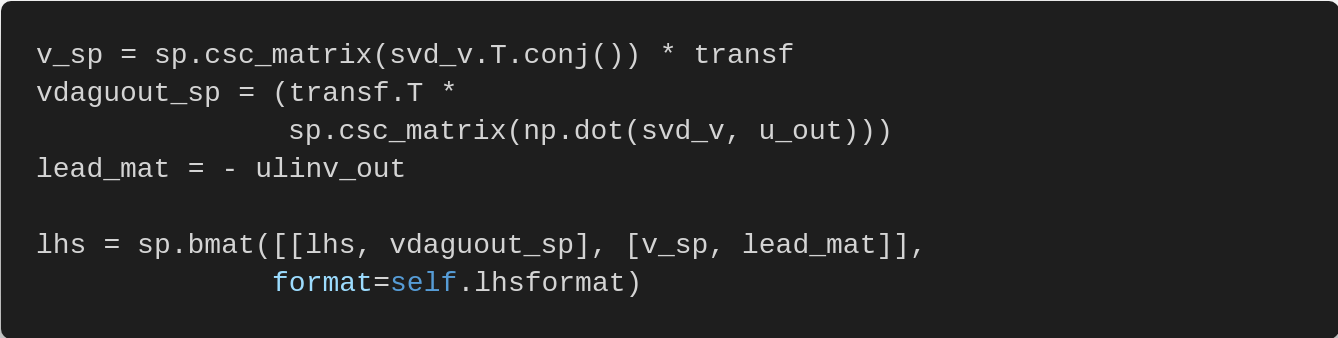 v_sp = sp.csc_matrix(svd_v.T.conj()) * transf
vdaguout_sp = (transf.T *
               sp.csc_matrix(np.dot(svd_v, u_out)))
lead_mat = - ulinv_out

lhs = sp.bmat([[lhs, vdaguout_sp], [v_sp, lead_mat]],
              format=self.lhsformat)